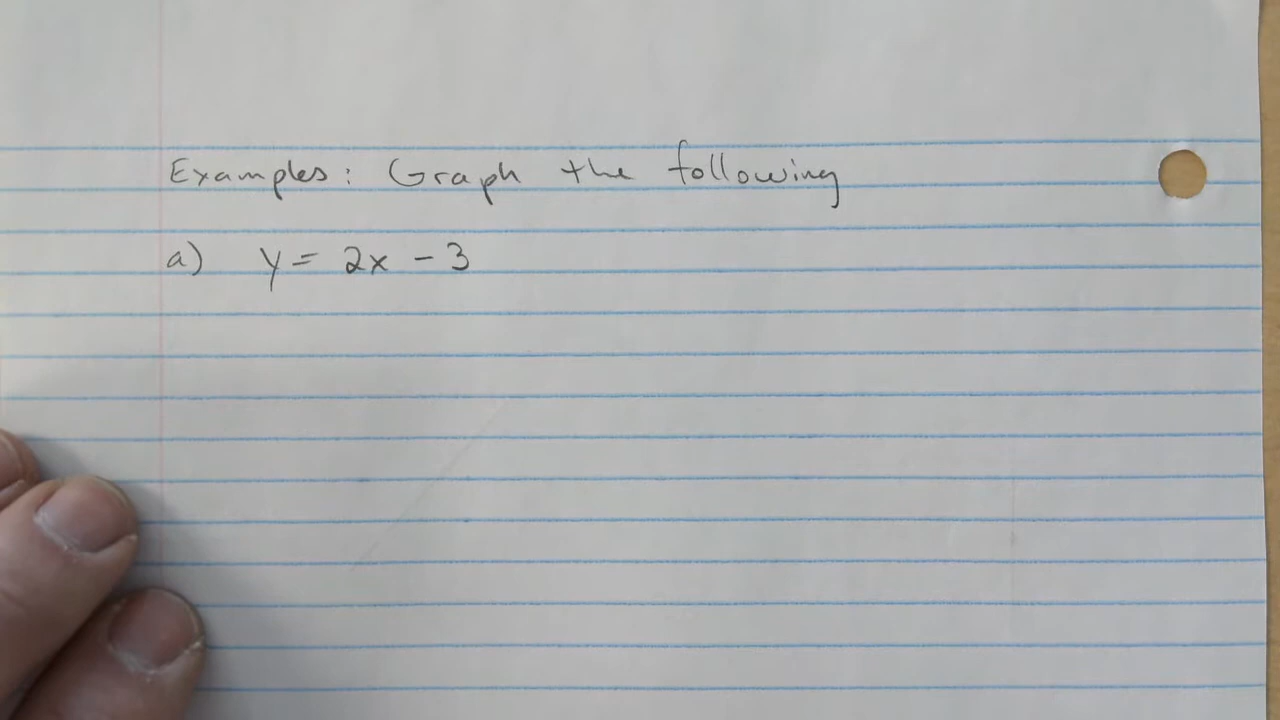 Examples: Graph the following
a) y = 2x - 3